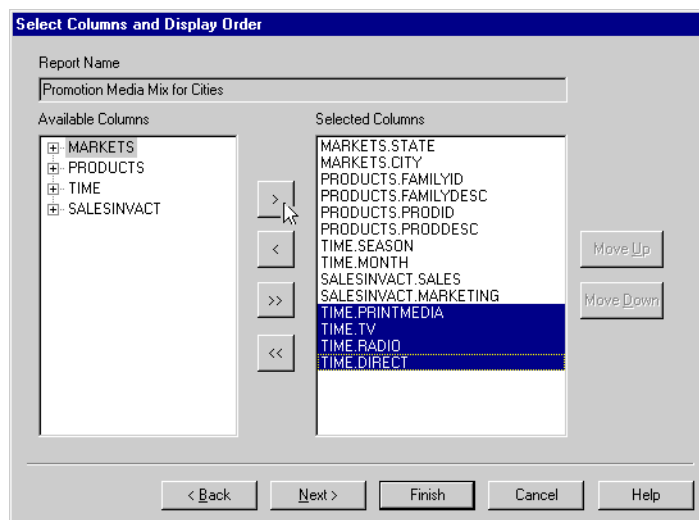 Select Columns and Display Order
Report Name
Promotion Media Mix for Cities
Available Columns
Selected Columns
MARKETS
PRODUCTS
TIME
SALESINVACT
>
<
>>
<<
MARKETS.STATE
MARKETS.CITY
PRODUCTS.FAMILYID
PRODUCTS.FAMILYDESC
PRODUCTS.PRODID
PRODUCTS.PRODDESC
TIME.SEASON
TIME.MONTH
SALESINVACT.SALES
SALESINVACT.MARKETING
TIME.PRINTMEDIA
TIME.TV
TIME.RADIO
TIME.DIRECT
Move Up
Move Down
< Back
Next >
Finish
Cancel
Help